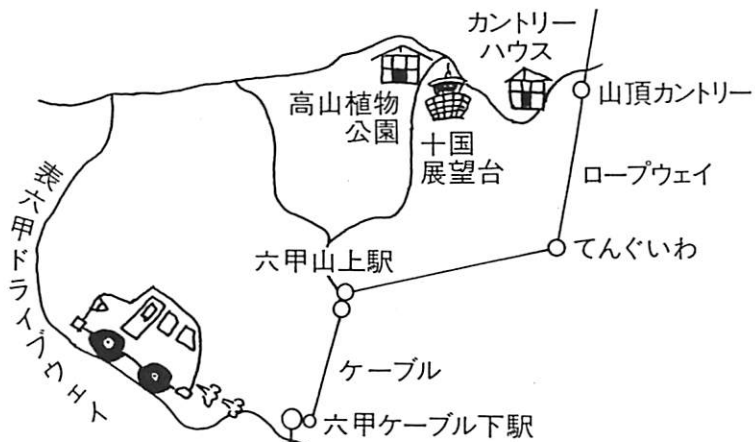 カントリー
ハウス
高山植物
公園
十国
展望台
山頂カントリー
ロープウェイ
表六甲ドライブウェイ
六甲山上駅
てんぐいわ
ケーブル
六甲ケーブル下駅